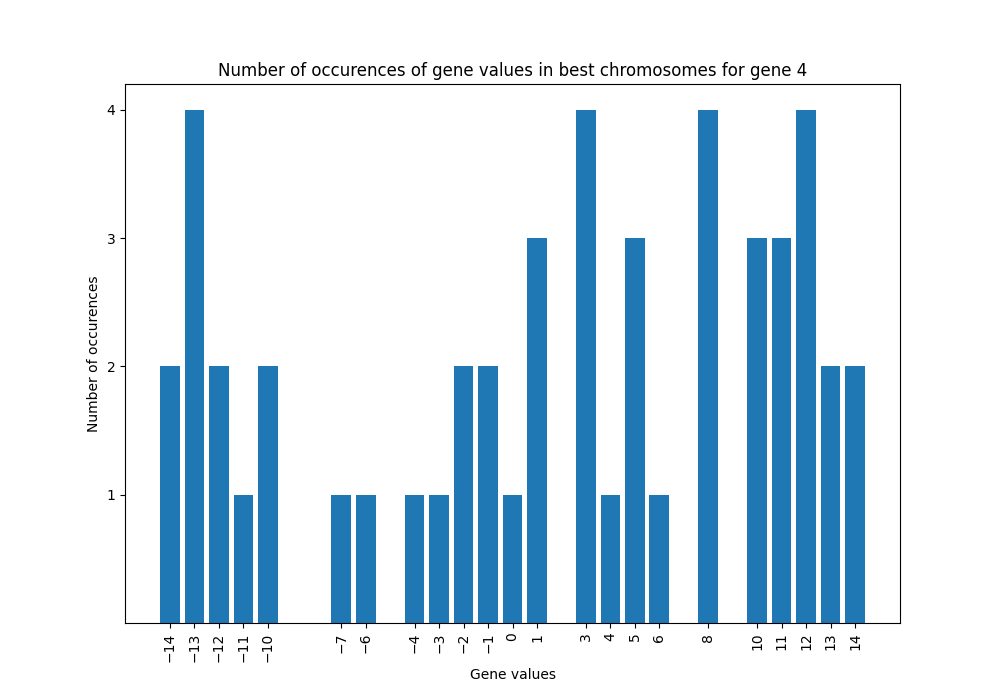 Number of occurences of gene values in best chromosomes for gene 4
4
3
2
1
Number of occurences
−14 −13 −12 −11 −10 −7 −6 −4 −3 −2 −1 0 1 3 4 5 6 8 10 11 12 13 14
Gene values